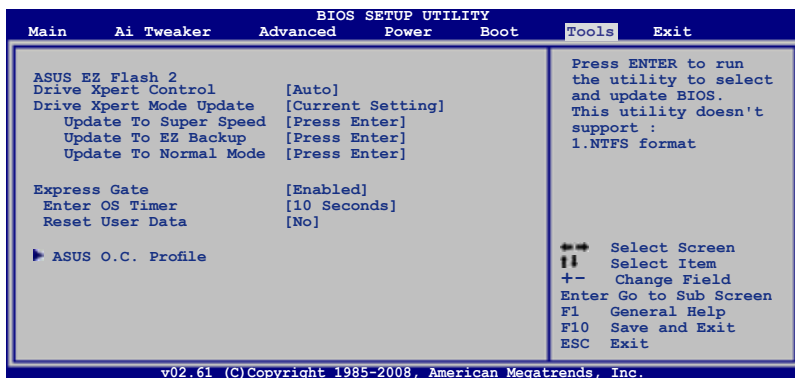 BIOS SETUP UTILITY
Main Ai Tweaker Advanced Power Boot Tools Exit
ASUS EZ Flash 2
Drive Xpert Control [Auto]
Drive Xpert Mode Update [Current Setting]
Update To Super Speed [Press Enter]
Update To EZ Backup [Press Enter]
Update To Normal Mode [Press Enter]
Express Gate [Enabled]
Enter OS Timer [10 Seconds]
Reset User Data [No]
ASUS O.C. Profile
Press ENTER to run
the utility to select
and update BIOS.
This utility doesn't
support :
1.NTFS format
Select Screen
Select Item
+- Change Field
Enter Go to Sub Screen
F1 General Help
F10 Save and Exit
ESC Exit
v02.61 (C)Copyright 1985-2008, American Megatrends, Inc.